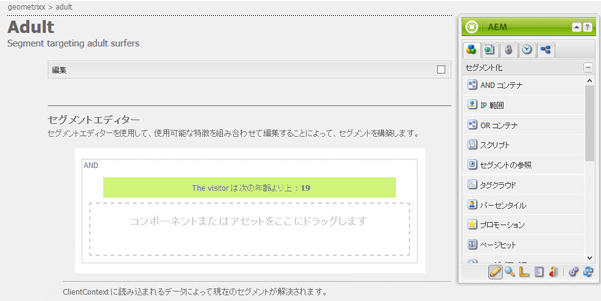 geometrixx > adult
Adult
Segment targeting adult surfers
編集
セグメントエディター
セグメントエディターを使用して、使用可能な特徴を組み合わせて編集することによって、セグメントを構築します。
AND
The visitor は次の年齢より上 : 19
コンポーネントまたはアセットをここにドラッグします
ClientContext に読み込まれるデータによって現在のセグメントが解決されます。
AEM
セグメント化
AND コンテナ
IP 範囲
OR コンテナ
スクリプト
セグメントの参照
タグクラウド
パーセンタイル
プロモーション
ページヒット